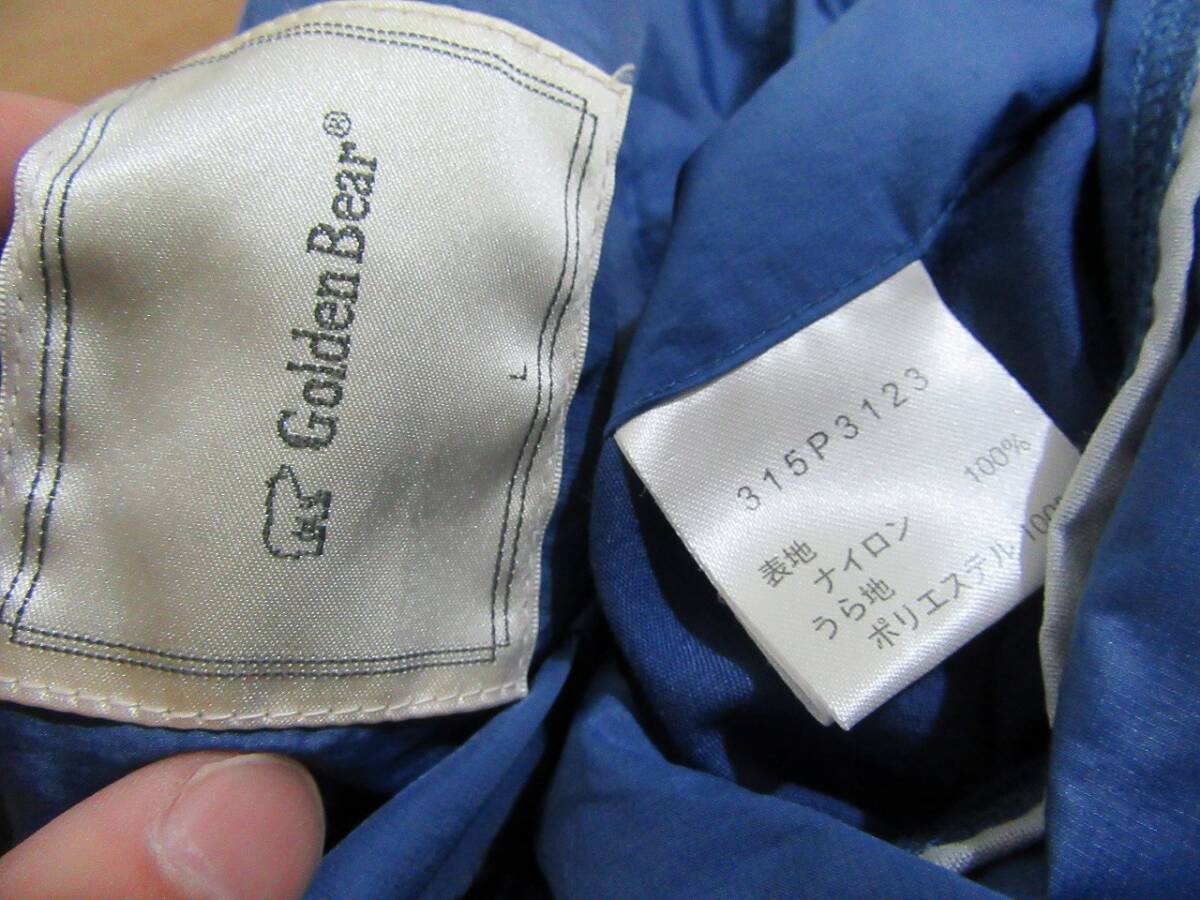 Golden Bear®
L
315P3123
表地
ナイロン 100%
うら地
ポリエステル 100%